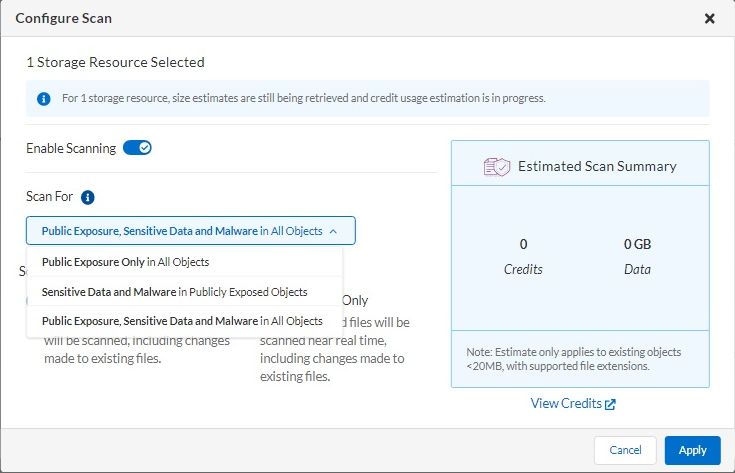 Configure Scan
1 Storage Resource Selected
For 1 storage resource, size estimates are still being retrieved and credit usage estimation is in progress.
Enable Scanning
Scan For
Public Exposure, Sensitive Data and Malware in All Objects
Public Exposure Only in All Objects
Sensitive Data and Malware in Publicly Exposed Objects
Public Exposure, Sensitive Data and Malware in All Objects
Only
files will be
will be scanned, including changes
made to existing files.
scanned near real time,
including changes made to
existing files.
Estimated Scan Summary
0
Credits
0 GB
Data
Note: Estimate only applies to existing objects
<20MB, with supported file extensions.
View Credits
Cancel
Apply